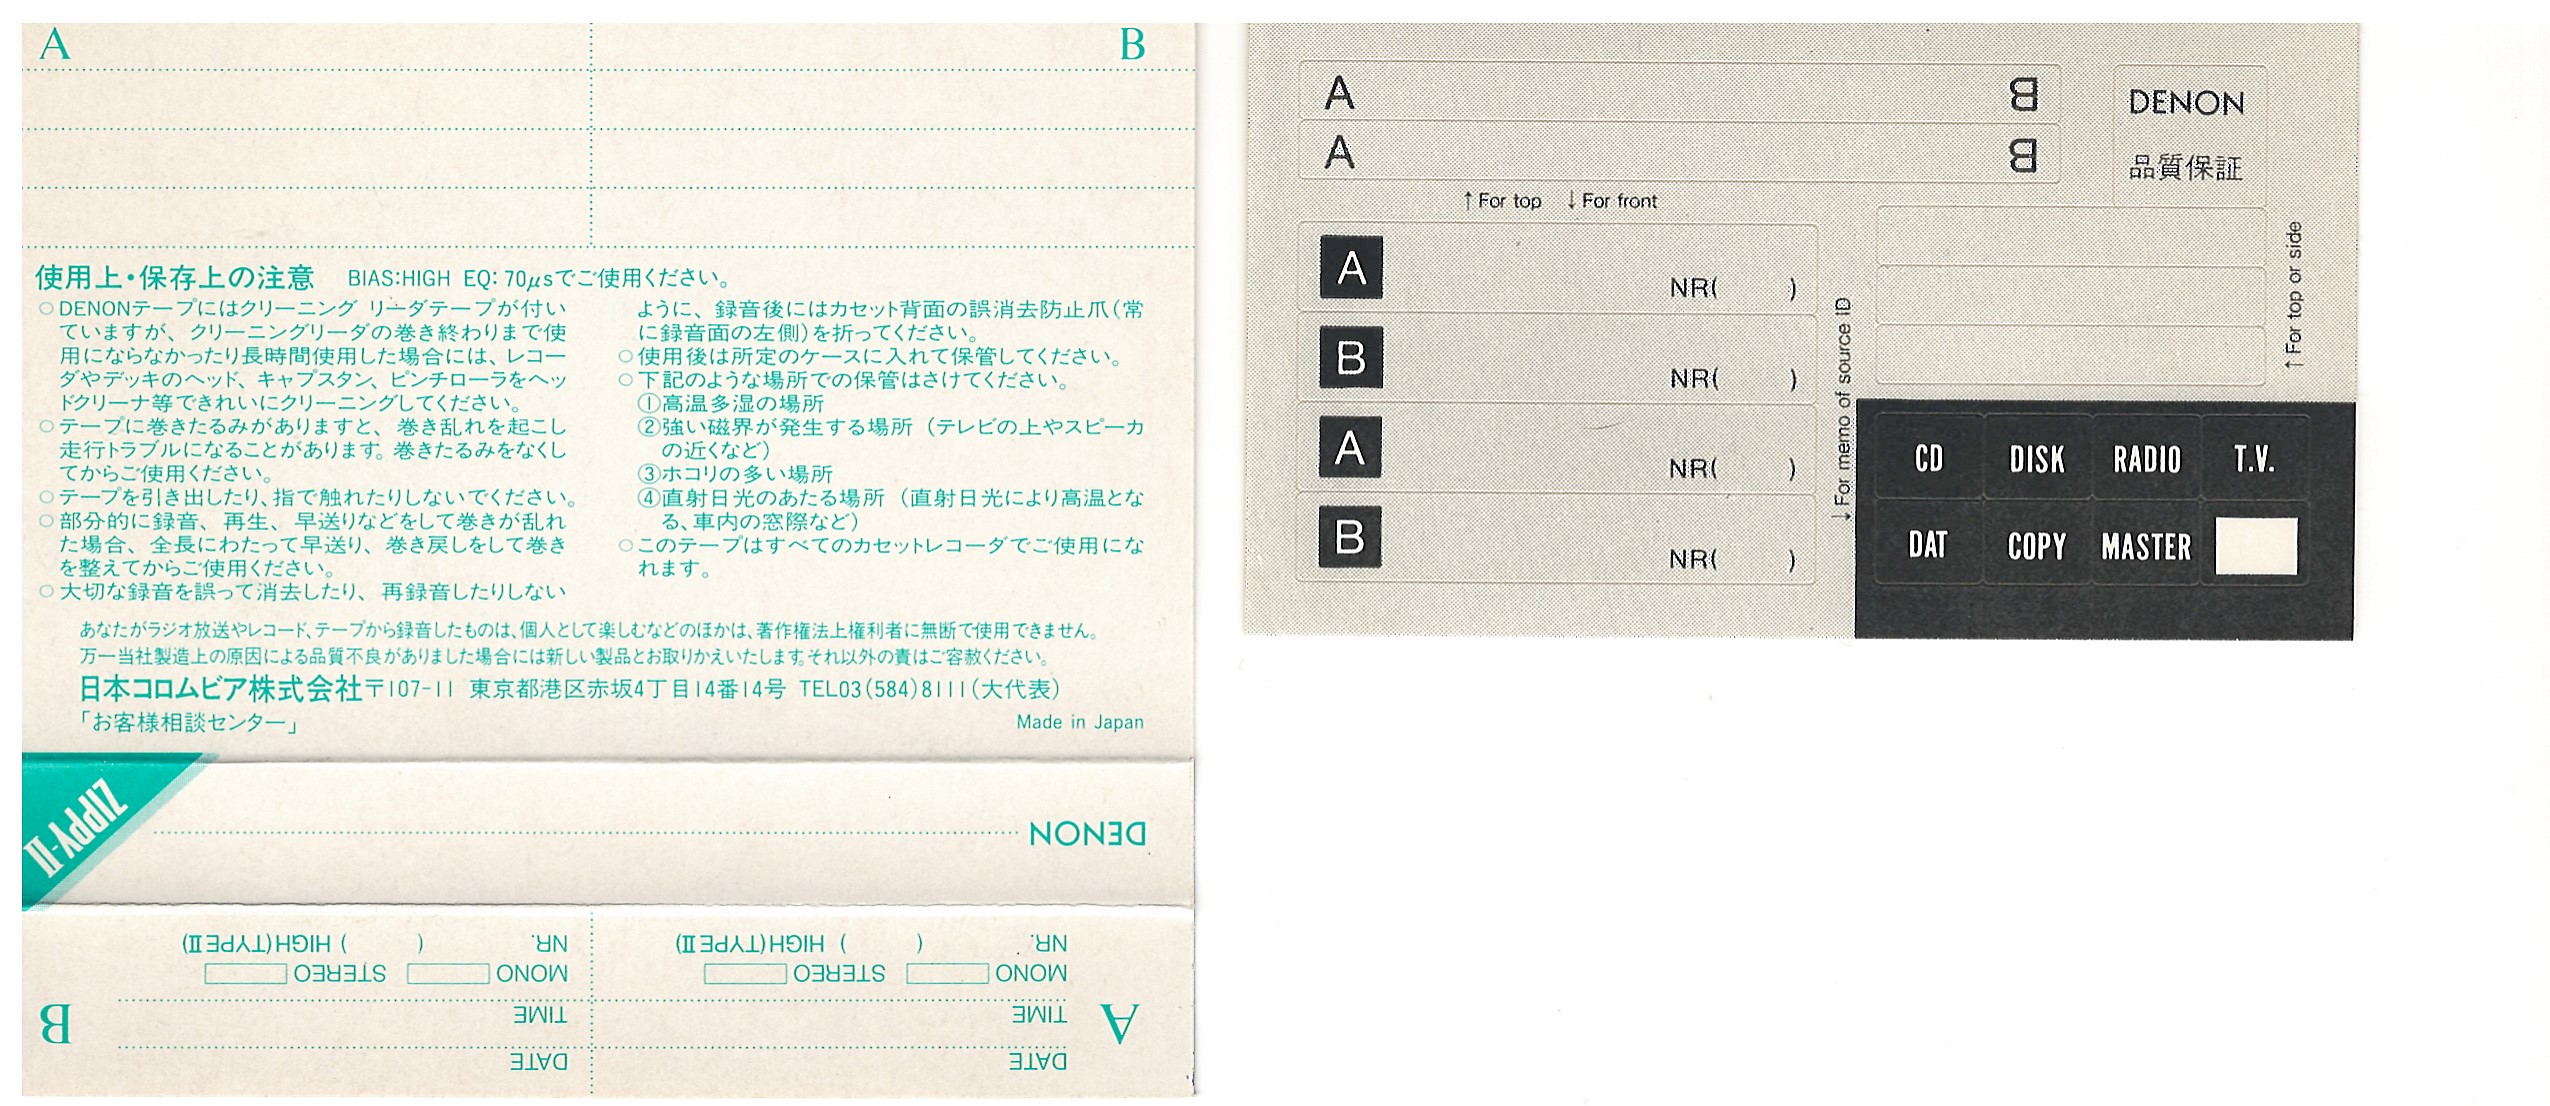 A B
使用上・保存上の注意 BIAS:HIGH EQ:70μsでご使用ください。
○DENONテープにはクリーニング リーダテープが付い
ていますが、クリーニングリーダの巻き終わりまで使
用にならなかったり長時間使用した場合には、レコー
ダやデッキのヘッド、キャプスタン、ピンチローラをヘッ
ドクリーナ等できれいにクリーニングしてください。
○テープに巻きたるみがありますと、巻き乱れを起こし
走行トラブルになることがあります。巻きたるみをなくし
てからご使用ください。
○テープを引き出したり、指で触れたりしないでください。
○部分的に録音、再生、早送りなどをして巻きが乱れ
た場合、全長にわたって早送り、巻き戻しをして巻き
を整えてからご使用ください。
○大切な録音を誤って消去したり、再録音したりしない
ように、録音後にはカセット背面の誤消去防止爪(常
に録音面の左側)を折ってください。
○使用後は所定のケースに入れて保管してください。
○下記のような場所での保管はさけてください。
①高温多湿の場所
②強い磁界が発生する場所(テレビの上やスピーカ
の近くなど)
③ホコリの多い場所
④直射日光のあたる場所(直射日光により高温とな
る、車内の窓際など)
○このテープはすべてのカセットレコーダでご使用にな
れます。
あなたがラジオ放送やレコード、テープから録音したものは、個人として楽しむなどのほかは、著作権法上権利者に無断で使用できません。
万一当社製造上の原因による品質不良がありました場合には新しい製品とお取りかえいたします。それ以外の責はご容赦ください。
日本コロムビア株式会社〒107-11 東京都港区赤坂4丁目14番14号 TEL03(584)8111(大代表)
「お客様相談センター」 Made in Japan
ZIPPY-II
DENON
A
DATE
TIME
MONO STEREO
NR. ( ) HIGH(TYPEⅡ)
B
DATE
TIME
MONO STEREO
NR. ( ) HIGH(TYPEⅡ)
A B
A B
↑For top ↓For front
A NR( )
B NR( )
A NR( )
B NR( )
DENON
品質保証
↑For top or side
↓For memo of source ID
CD DISK RADIO T.V.
DAT COPY MASTER